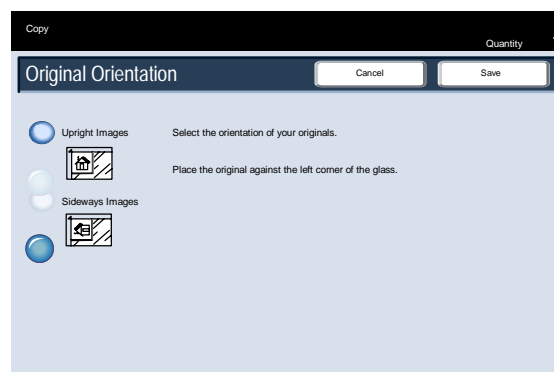 Copy
Quantity
Original Orientation
Cancel
Save
Upright Images
Select the orientation of your originals.
Place the original against the left corner of the glass.
Sideways Images